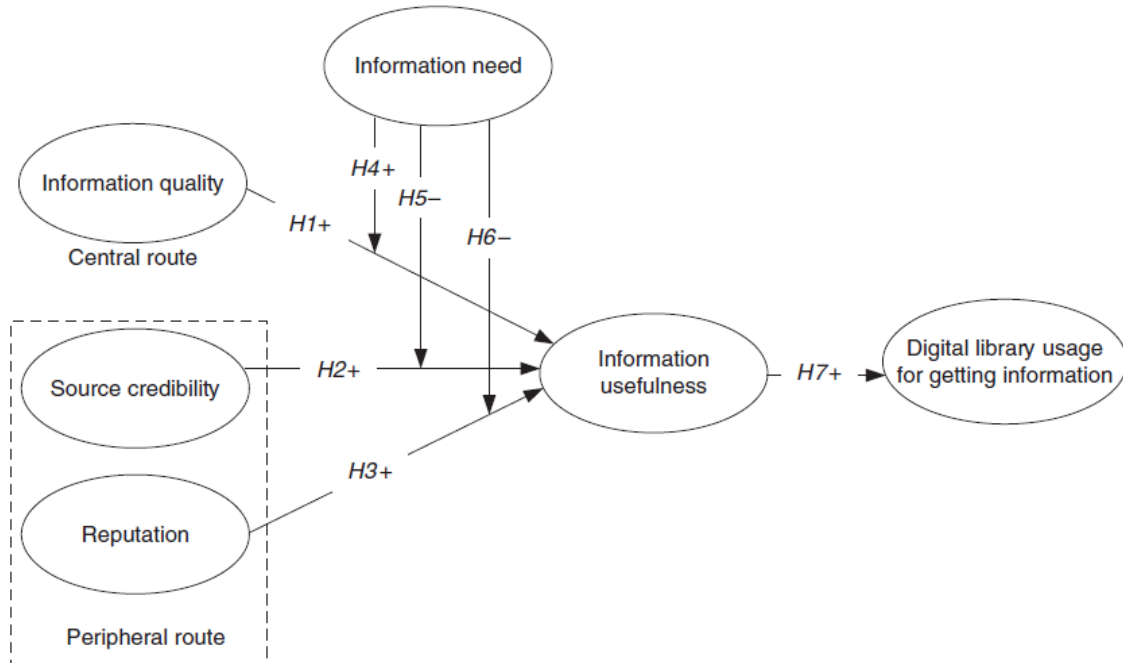 Information need
Information quality
Central route
H4+
H5–
H6–
H1+
Source credibility
H2+
Reputation
H3+
Peripheral route
Information
usefulness
H7+
Digital library usage
for getting information